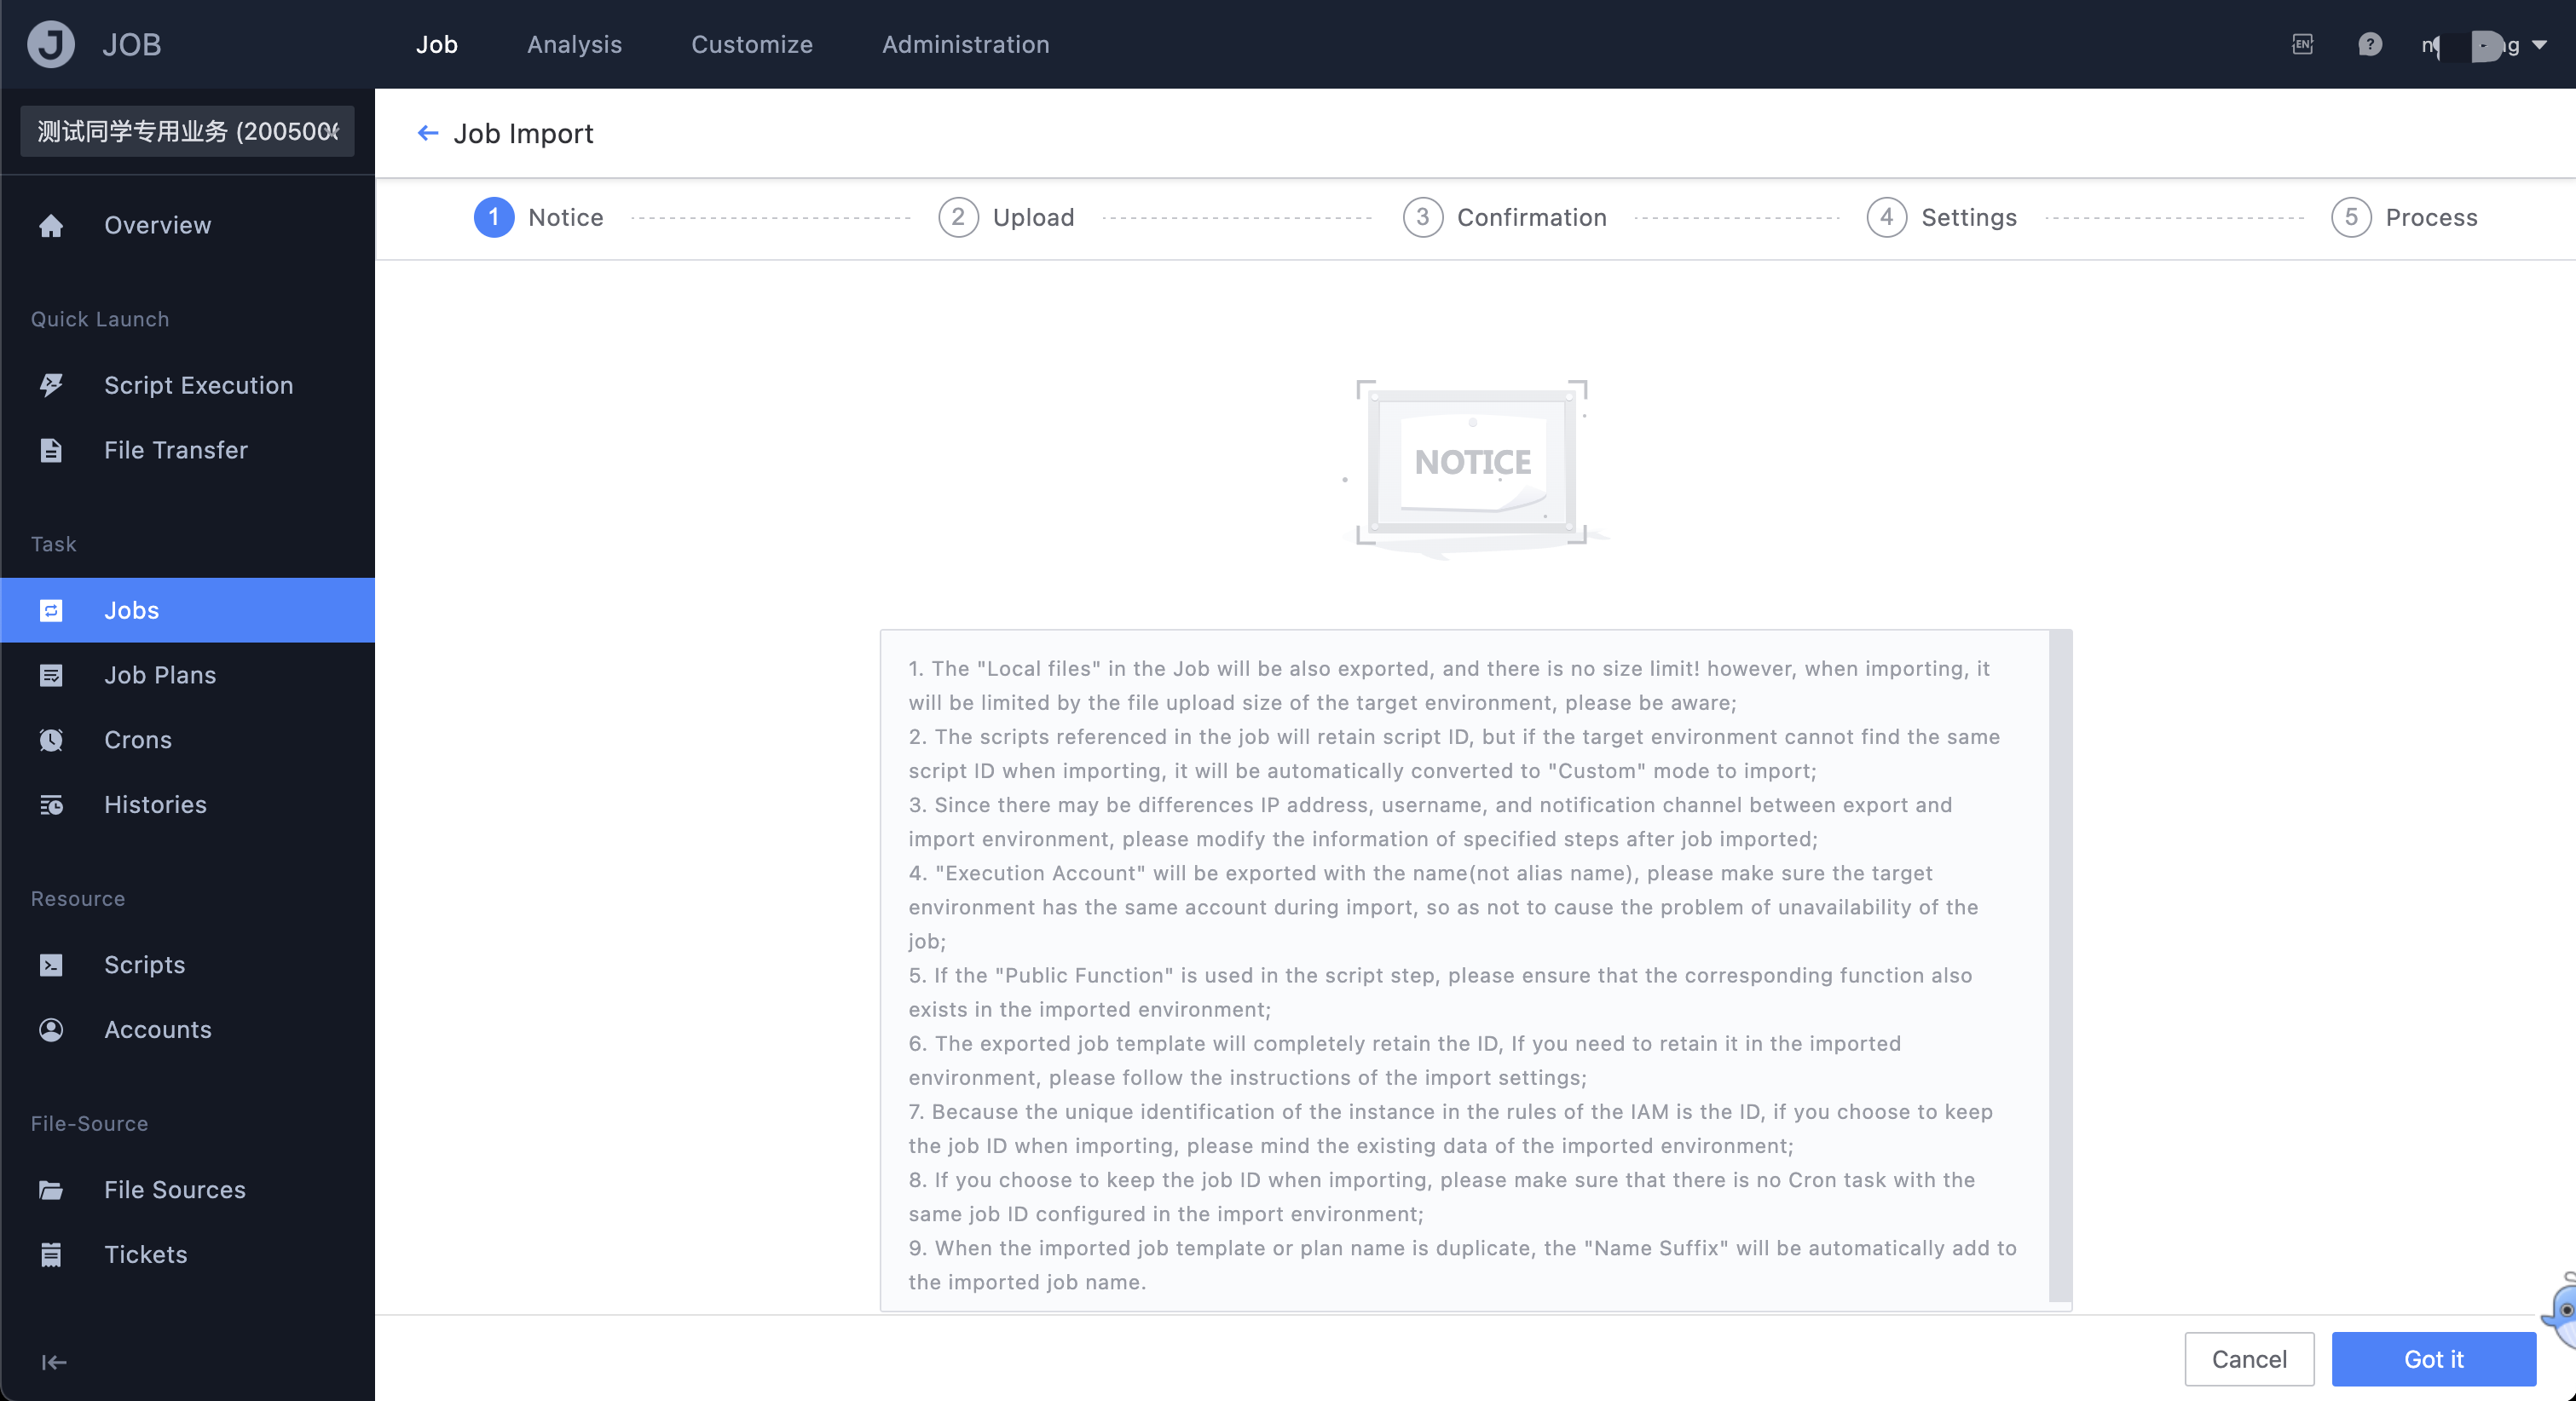 JOB
Job
Analysis
Customize
Administration
EN
?
测试同学专用业务 (200500
Job Import
1 Notice
2 Upload
3 Confirmation
4 Settings
5 Process
Overview
Quick Launch
Script Execution
File Transfer
Task
Jobs
Job Plans
Crons
Histories
Resource
Scripts
Accounts
File-Source
File Sources
Tickets
NOTICE
1. The "Local files" in the Job will be also exported, and there is no size limit! however, when importing, it
will be limited by the file upload size of the target environment, please be aware;
2. The scripts referenced in the job will retain script ID, but if the target environment cannot find the same
script ID when importing, it will be automatically converted to "Custom" mode to import;
3. Since there may be differences IP address, username, and notification channel between export and
import environment, please modify the information of specified steps after job imported;
4. "Execution Account" will be exported with the name(not alias name), please make sure the target
environment has the same account during import, so as not to cause the problem of unavailability of the
job;
5. If the "Public Function" is used in the script step, please ensure that the corresponding function also
exists in the imported environment;
6. The exported job template will completely retain the ID, If you need to retain it in the imported
environment, please follow the instructions of the import settings;
7. Because the unique identification of the instance in the rules of the IAM is the ID, if you choose to keep
the job ID when importing, please mind the existing data of the imported environment;
8. If you choose to keep the job ID when importing, please make sure that there is no Cron task with the
same job ID configured in the import environment;
9. When the imported job template or plan name is duplicate, the "Name Suffix" will be automatically add to
the imported job name.
Cancel
Got it